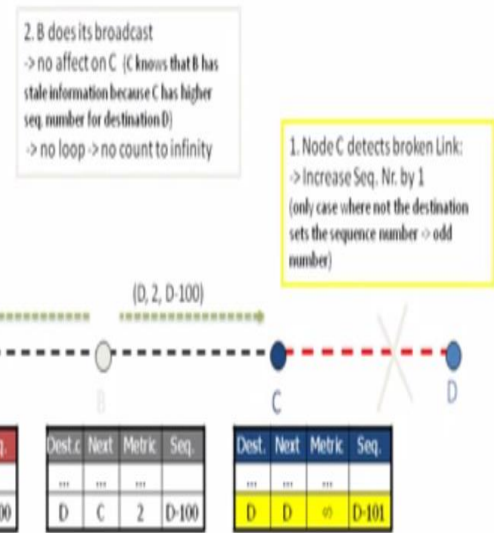 2. B does its broadcast
-> no affect on C (C knows that B has
stale information because C has higher
seq. number for destination D)
-> no loop -> no count to infinity
1. Node C detects broken Link:
-> Increase Seq. Nr. by 1
(only case where not the destination
sets the sequence number -> odd
number)
(D, 2, D-100)
B
C
D
Dest.c Next Metric Seq.
... ... ...
D C 2 D-100
Dest. Next Metric Seq.
... ... ...
D D ∞ D-101